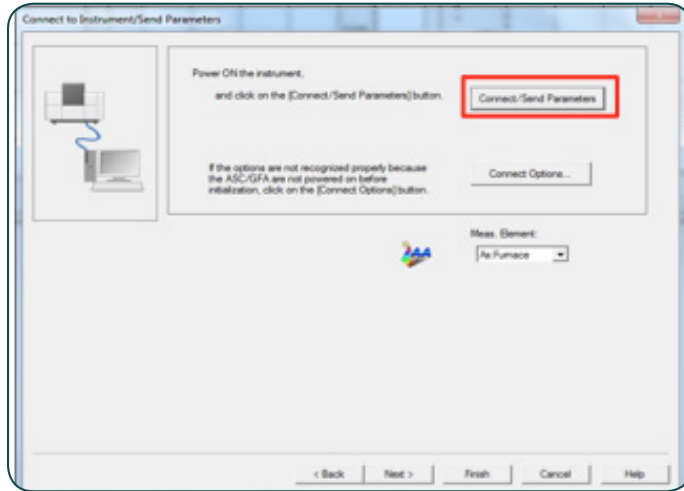 Connect to Instrument/Send Parameters
Power ON the instrument,
and click on the [Connect/Send Parameters] button.
Connect/Send Parameters
If the options are not recognized properly because
the ASC/GFA are not powered on before
initialization, click on the [Connect Options] button.
Connect Options...
Meas. Element:
As:Furnace
AA
< Back
Next >
Finish
Cancel
Help